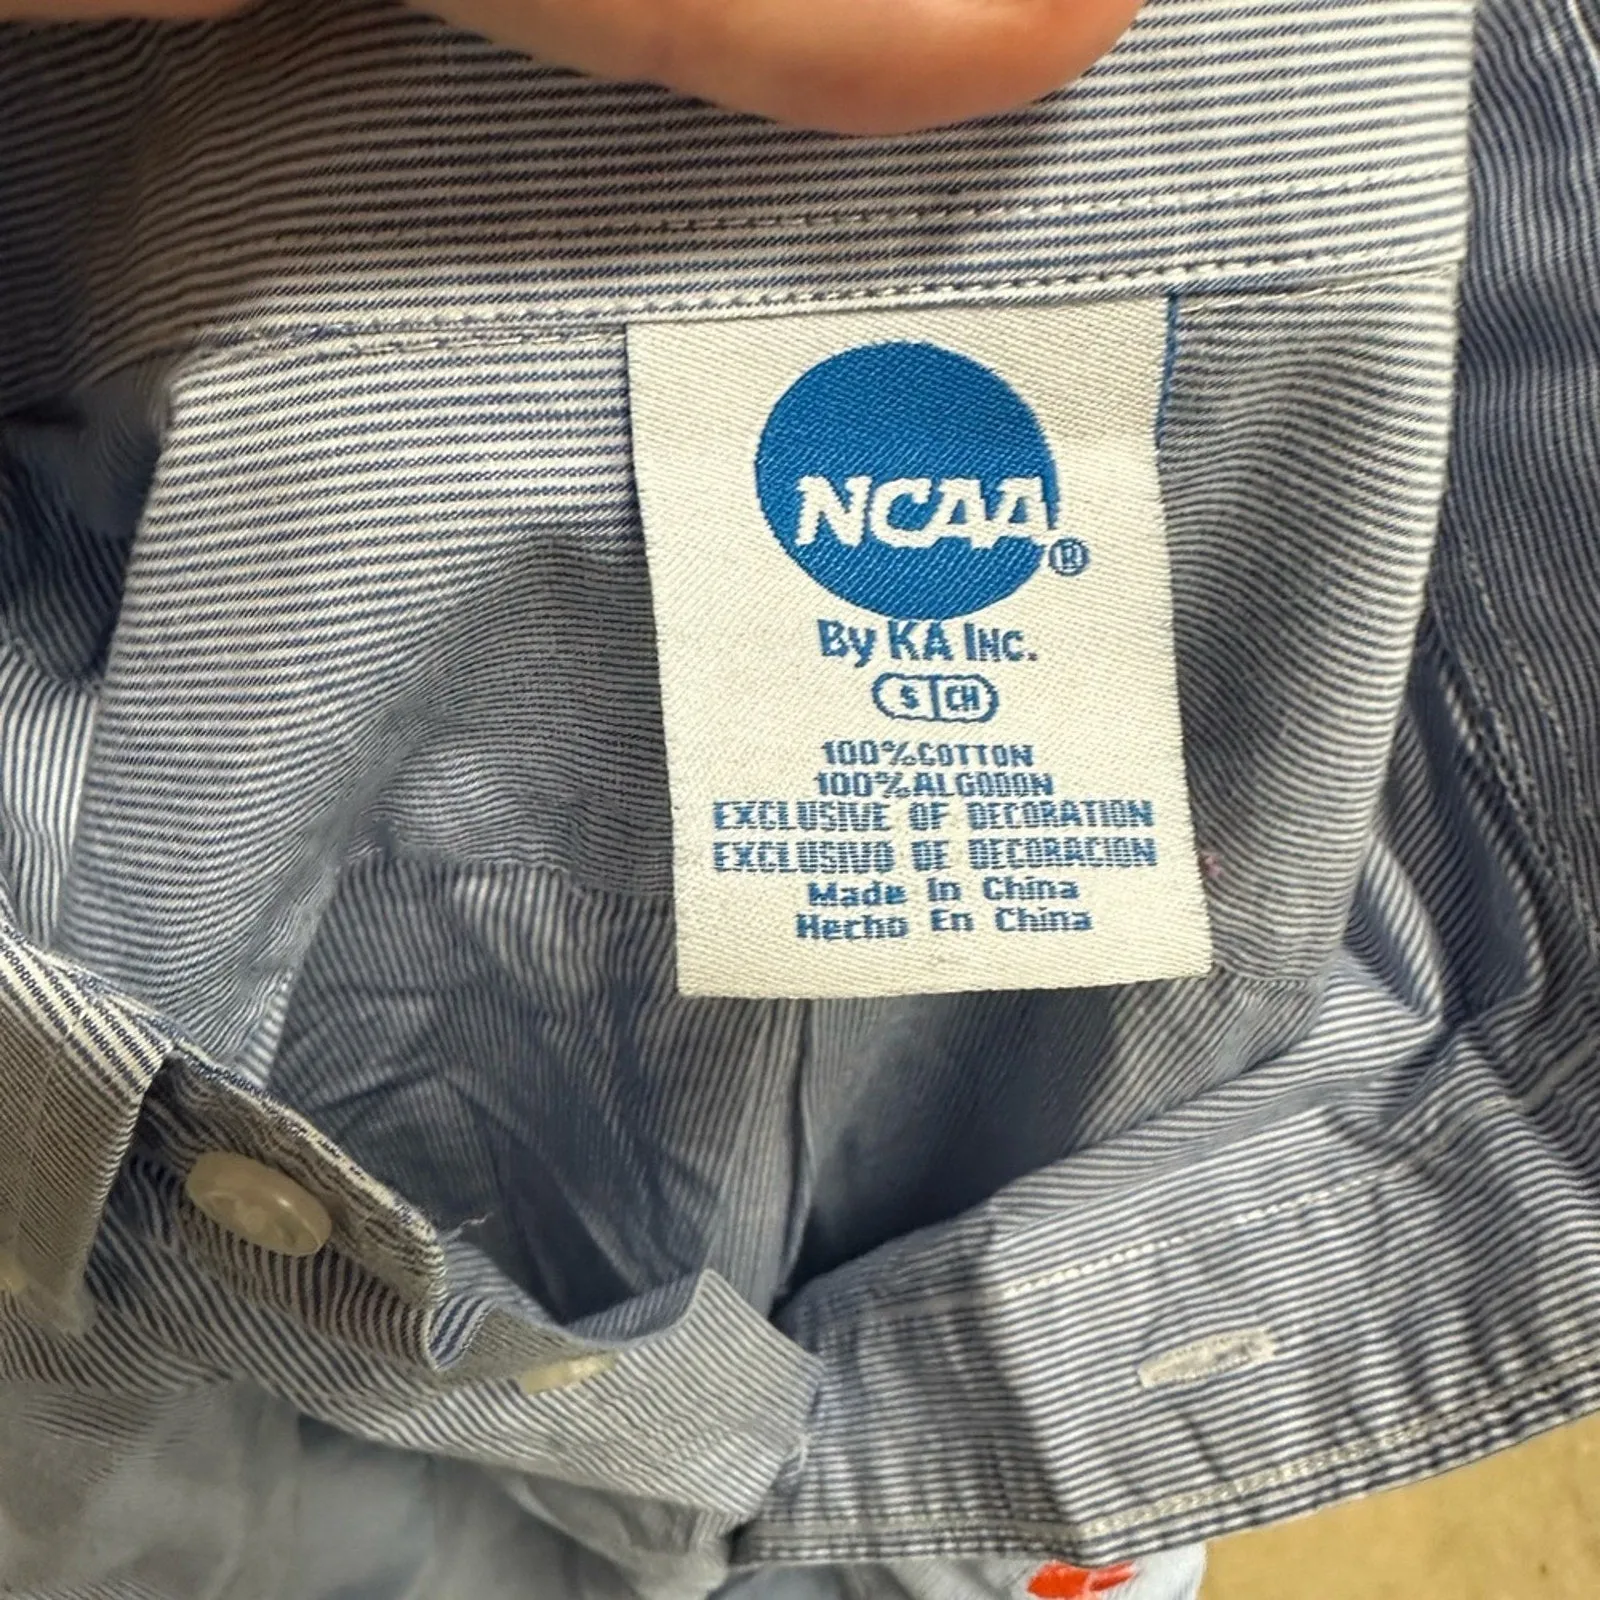 NCAA®
By KA Inc.
S CH
100%COTTON
100%ALGODON
EXCLUSIVE OF DECORATION
EXCLUSIVO DE DECORACION
Made In China
Hecho En China